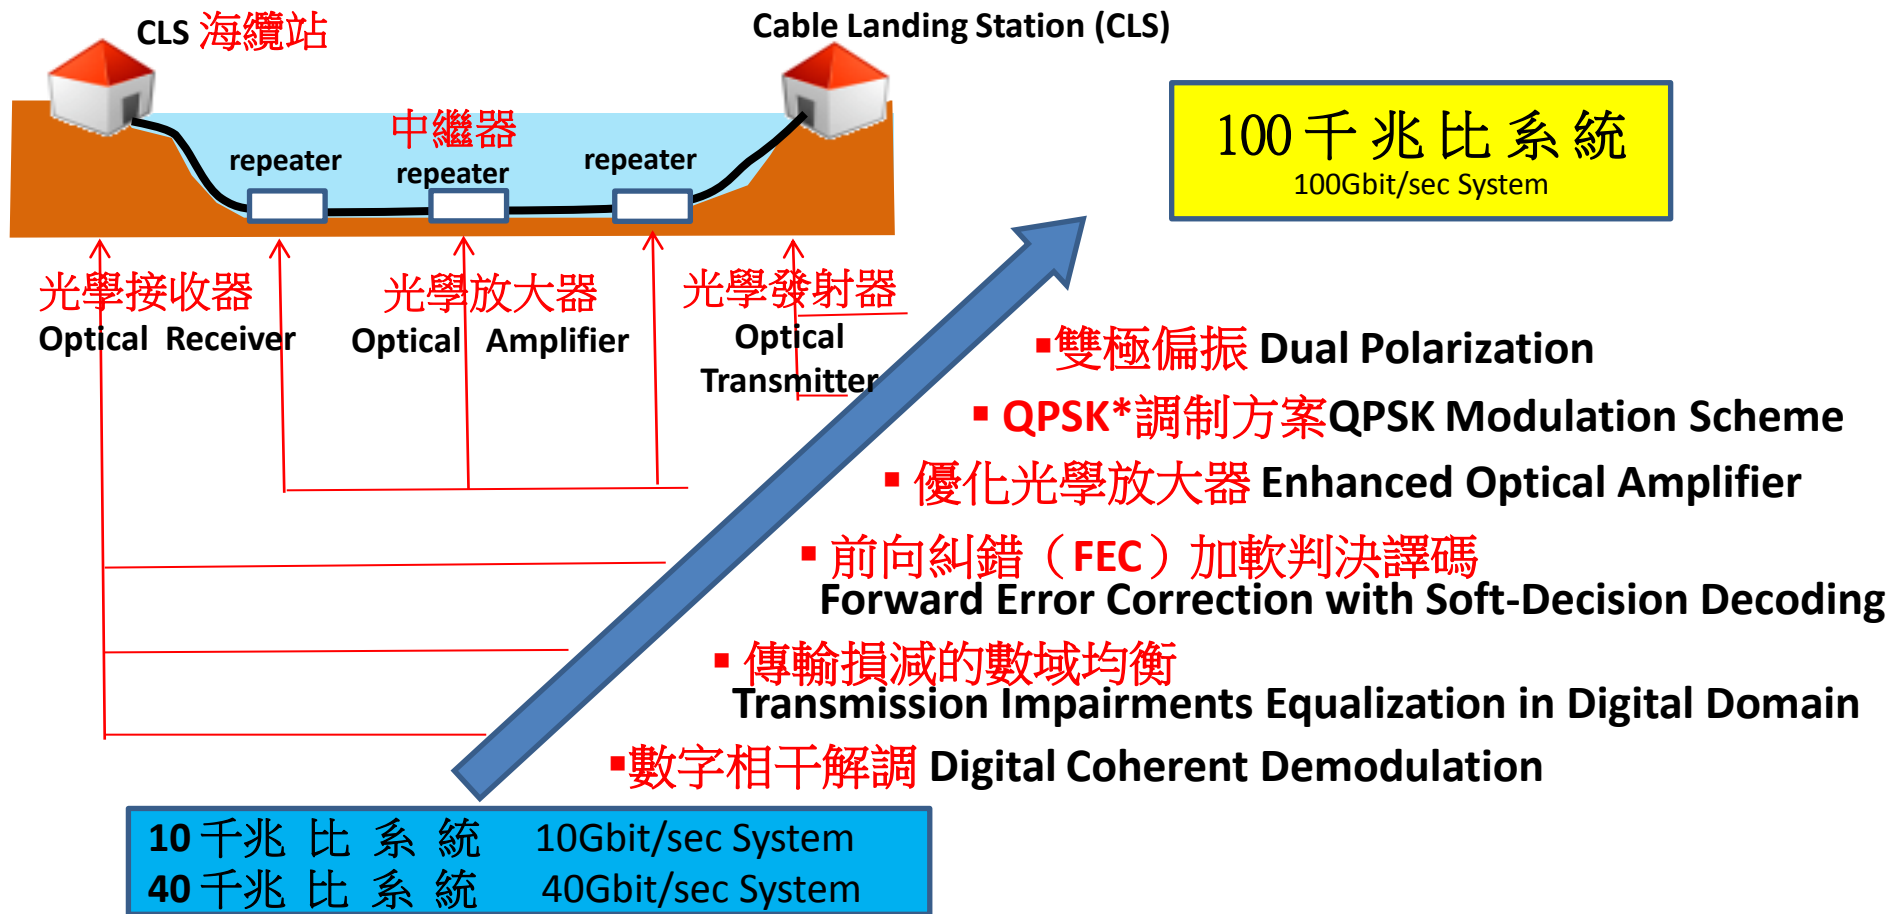 CLS 海纜站
Cable Landing Station (CLS)
中繼器
repeater
repeater
repeater
100千兆比系統
100Gbit/sec System
光學接收器
Optical Receiver
光學放大器
Optical Amplifier
光學發射器
Optical
Transmitter
▪雙極偏振 Dual Polarization
▪ QPSK*調制方案QPSK Modulation Scheme
▪ 優化光學放大器 Enhanced Optical Amplifier
▪ 前向糾錯（FEC）加軟判決譯碼
Forward Error Correction with Soft-Decision Decoding
▪ 傳輸損減的數域均衡
Transmission Impairments Equalization in Digital Domain
▪數字相干解調 Digital Coherent Demodulation
10千兆 比 系 統 10Gbit/sec System
40千兆 比 系 統 40Gbit/sec System